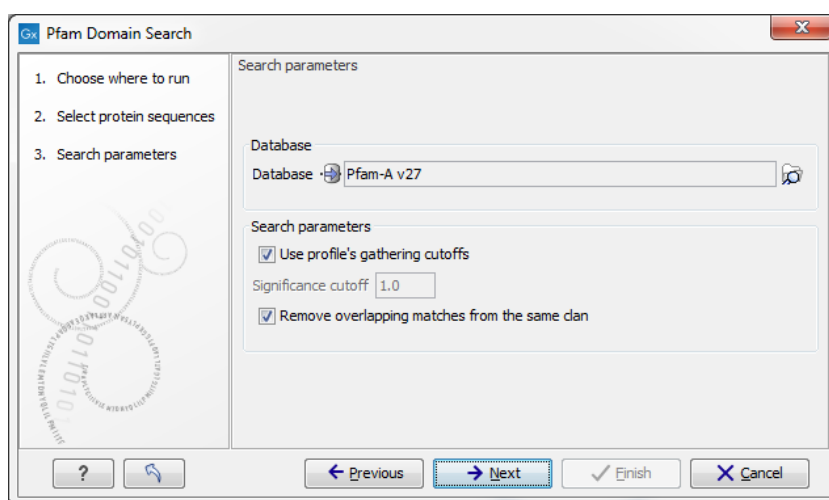 Gx Pfam Domain Search
1. Choose where to run
2. Select protein sequences
3. Search parameters
Search parameters
Database
Database Pfam-A v27
Search parameters
Use profile's gathering cutoffs
Significance cutoff 1.0
Remove overlapping matches from the same clan
? Previous Next Finish Cancel